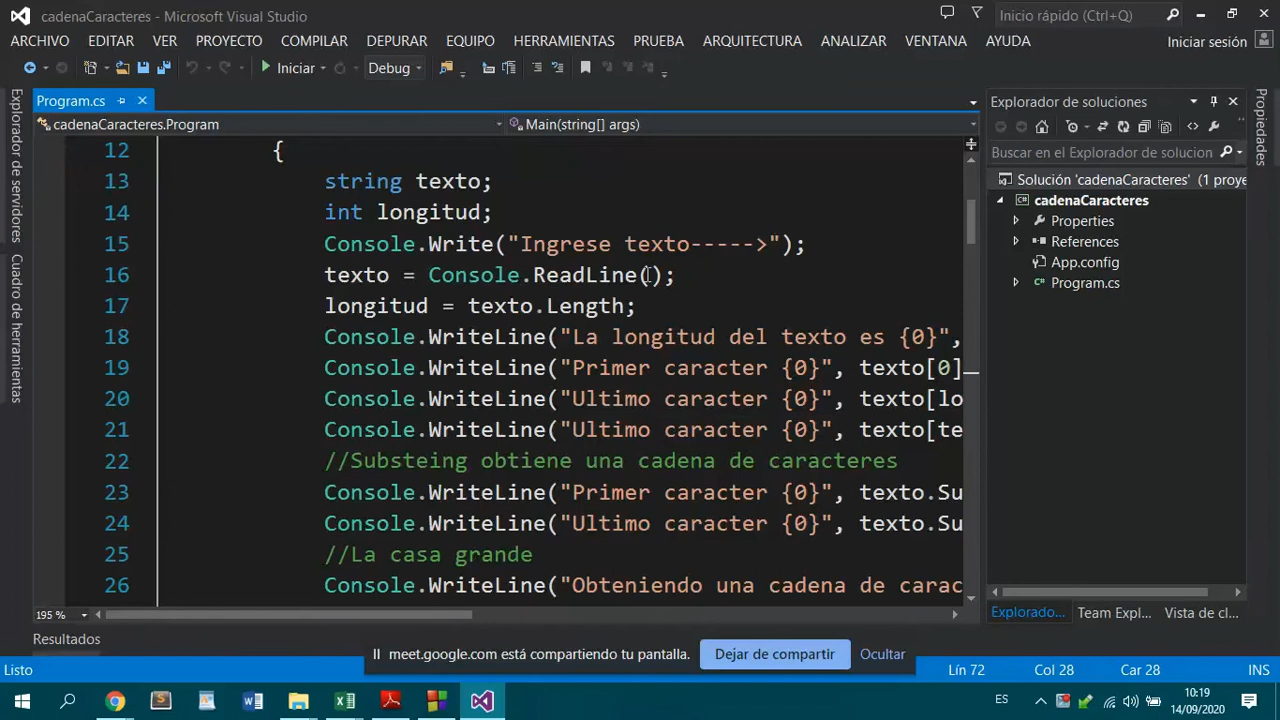 cadenaCaracteres - Microsoft Visual Studio
Inicio rápido (Ctrl+Q)
ARCHIVO EDITAR VER PROYECTO COMPILAR DEPURAR EQUIPO HERRAMIENTAS PRUEBA ARQUITECTURA ANALIZAR VENTANA AYUDA Iniciar sesión
Iniciar Debug
Explorador de servidores
Cuadro de herramientas
Program.cs
cadenaCaracteres.Program Main(string[] args)
12 {
13 string texto;
14 int longitud;
15 Console.Write("Ingrese texto----->");
16 texto = Console.ReadLine();
17 longitud = texto.Length;
18 Console.WriteLine("La longitud del texto es {0}",
19 Console.WriteLine("Primer caracter {0}", texto[0]
20 Console.WriteLine("Ultimo caracter {0}", texto[lo
21 Console.WriteLine("Ultimo caracter {0}", texto[te
22 //Substeing obtiene una cadena de caracteres
23 Console.WriteLine("Primer caracter {0}", texto.Su
24 Console.WriteLine("Ultimo caracter {0}", texto.Su
25 //La casa grande
26 Console.WriteLine("Obteniendo una cadena de carac
195 %
Explorador de soluciones
Buscar en el Explorador de solucion
Solución 'cadenaCaracteres' (1 proye
cadenaCaracteres
Properties
References
App.config
Program.cs
Explorado... Team Expl... Vista de cl...
Propiedades
Resultados
meet.google.com está compartiendo tu pantalla. Dejar de compartir Ocultar
Listo Lín 72 Col 28 Car 28 INS
ES
10:19
14/09/2020